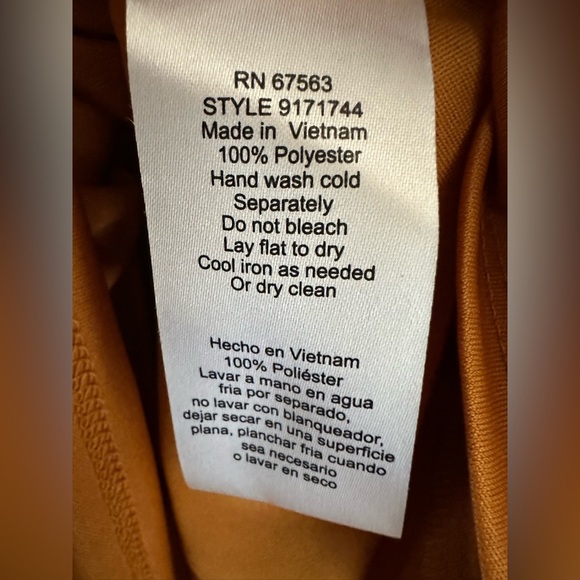 RN 67563
STYLE 9171744
Made in Vietnam
100% Polyester
Hand wash cold
Separately
Do not bleach
Lay flat to dry
Cool iron as needed
Or dry clean
Hecho en Vietnam
100% Poliéster
Lavar a mano en agua
fria por separado,
no lavar con blanqueador,
dejar secar en una superficie
plana, planchar fria cuando
sea necesario
o lavar en seco